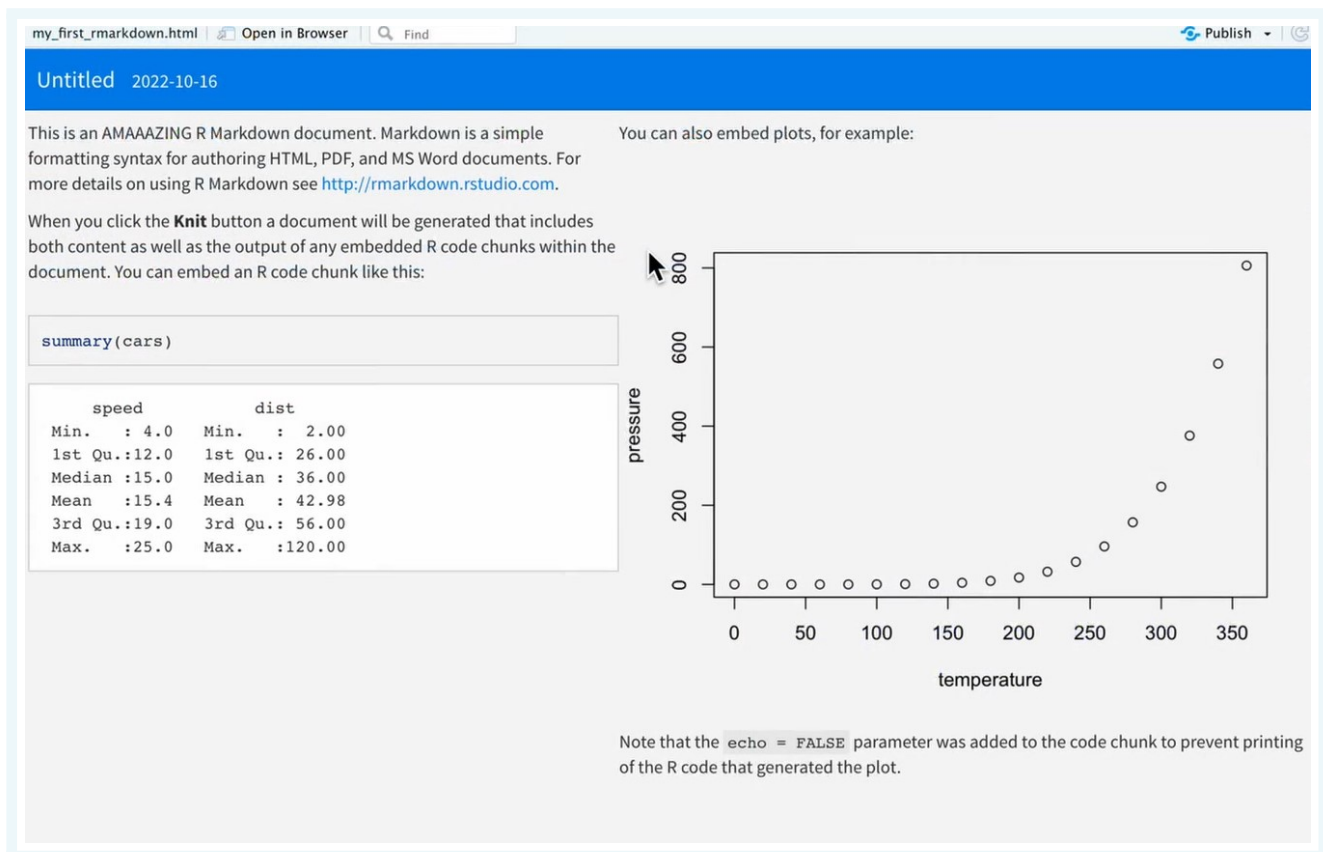 my_first_rmarkdown.html Open in Browser Find Publish
Untitled 2022-10-16
This is an AMAAAZING R Markdown document. Markdown is a simple
formatting syntax for authoring HTML, PDF, and MS Word documents. For
more details on using R Markdown see http://rmarkdown.rstudio.com.
When you click the Knit button a document will be generated that includes
both content as well as the output of any embedded R code chunks within the
document. You can embed an R code chunk like this:
summary(cars)
speed dist
Min. : 4.0 Min. : 2.00
1st Qu.:12.0 1st Qu.: 26.00
Median :15.0 Median : 36.00
Mean :15.4 Mean : 42.98
3rd Qu.:19.0 3rd Qu.: 56.00
Max. :25.0 Max. :120.00
You can also embed plots, for example:
800
600
400
200
0
pressure
0 50 100 150 200 250 300 350
temperature
Note that the echo = FALSE parameter was added to the code chunk to prevent printing
of the R code that generated the plot.